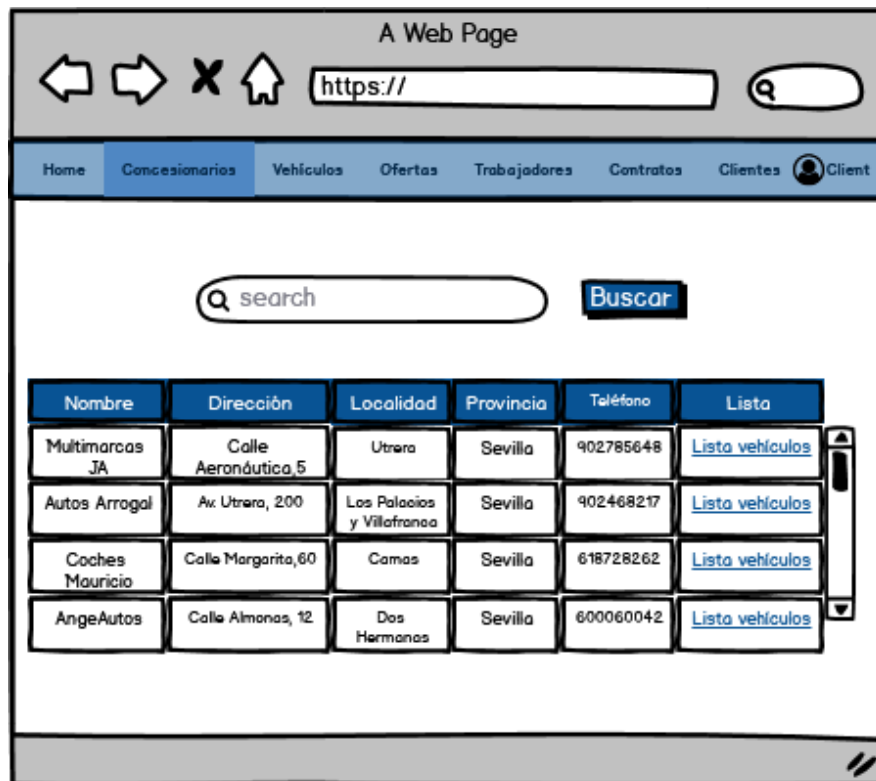 A Web Page
https://
Home Concesionarios Vehículos Ofertas Trabajadores Contratos Clientes Client
search Buscar
Nombre Dirección Localidad Provincia Teléfono Lista
Multimarcas JA Calle Aeronáutica,5 Utrera Sevilla 902785648 Lista vehículos
Autos Arrogal Av. Utrera, 200 Los Palacios y Villafranca Sevilla 902468217 Lista vehículos
Coches Mauricio Calle Margarita,60 Camas Sevilla 618728262 Lista vehículos
AngeAutos Calle Almonas, 12 Dos Hermanas Sevilla 600060042 Lista vehículos